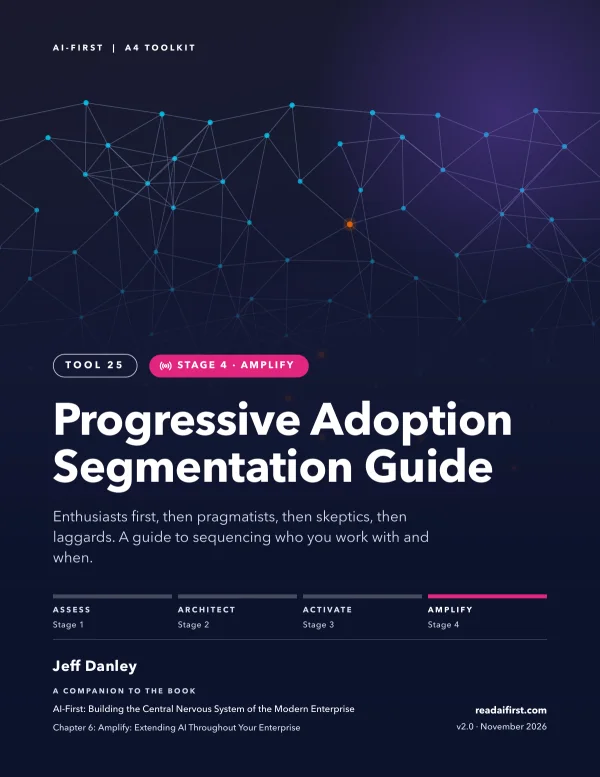 AI-FIRST | A4 TOOLKIT
TOOL 25
STAGE 4 · AMPLIFY
Progressive Adoption
Segmentation Guide
Enthusiasts first, then pragmatists, then skeptics, then
laggards. A guide to sequencing who you work with and
when.
ASSESS
Stage 1
ARCHITECT
Stage 2
ACTIVATE
Stage 3
AMPLIFY
Stage 4
Jeff Danley
A COMPANION TO THE BOOK
AI-First: Building the Central Nervous System of the Modern Enterprise
Chapter 6: Amplify: Extending AI Throughout Your Enterprise
readaifirst.com
v2.0 · November 2026